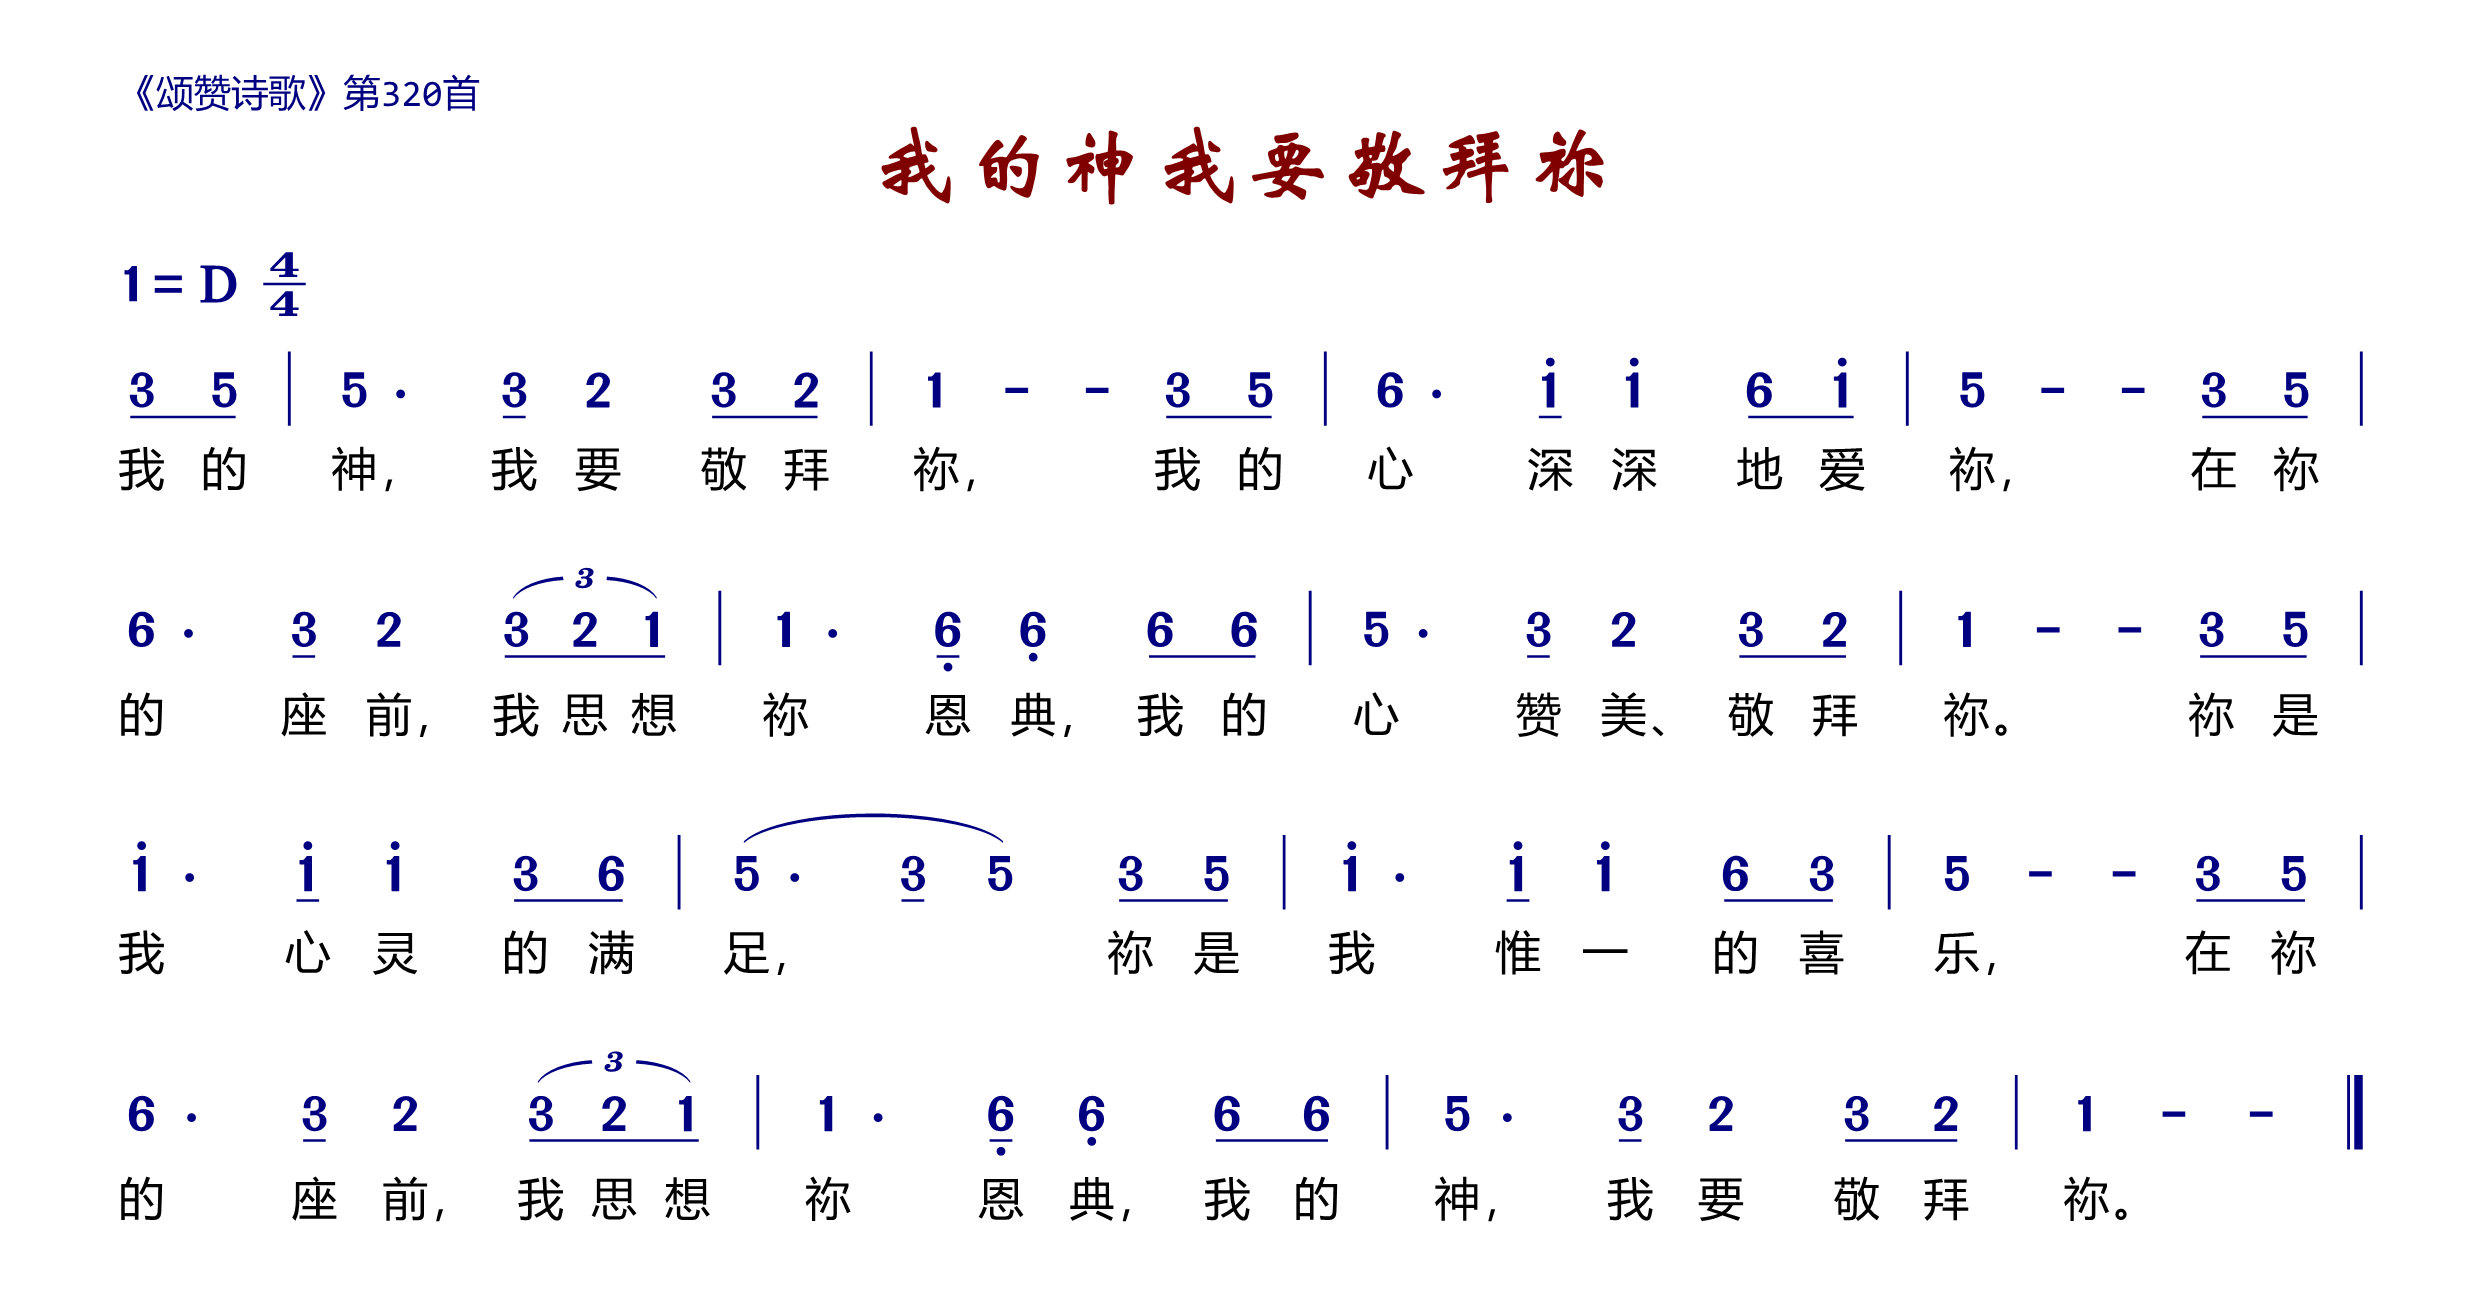 《颂赞诗歌》第320首
我的神我要敬拜祢
1= D 4/4
3 5 | 5 · 3 2 3 2 | 1 - - 3 5 | 6 · i i 6 i | 5 - - 3 5 |
我 的 神, 我 要 敬 拜 祢, 我 的 心 深 深 地 爱 祢, 在 祢
3
6 · 3 2 3 2 1 | 1 · 6 6 6 6 | 5 · 3 2 3 2 | 1 - - 3 5 |
的 座 前, 我 思 想 祢 恩 典, 我 的 心 赞 美、 敬 拜 祢。 祢 是
i · i i 3 6 | 5 · 3 5 3 5 | i · i i 6 3 | 5 - - 3 5 |
我 心 灵 的 满 足, 祢 是 我 惟 一 的 喜 乐, 在 祢
3
6 · 3 2 3 2 1 | 1 · 6 6 6 6 | 5 · 3 2 3 2 | 1 - - ‖
的 座 前, 我 思 想 祢 恩 典, 我 的 神, 我 要 敬 拜 祢。